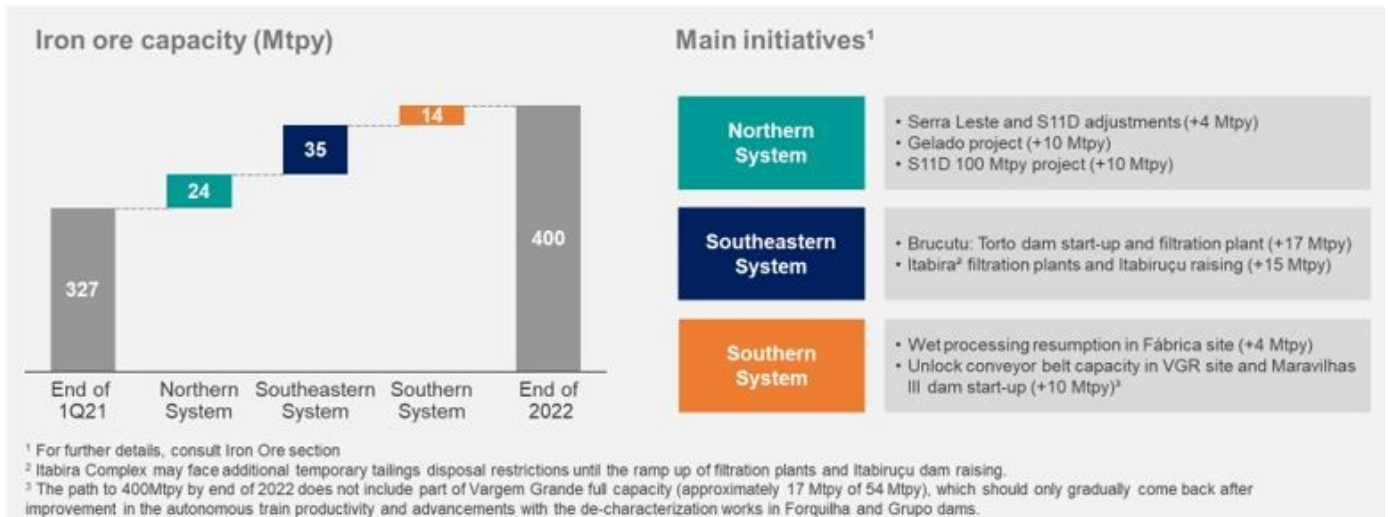 Iron ore capacity (Mtpy)
327
24
35
14
400
End of
1Q21
Northern
System
Southeastern
System
Southern
System
End of
2022
Main initiatives¹
Northern
System
• Serra Leste and S11D adjustments (+4 Mtpy)
• Gelado project (+10 Mtpy)
• S11D 100 Mtpy project (+10 Mtpy)
Southeastern
System
• Brucutu: Torto dam start-up and filtration plant (+17 Mtpy)
• Itabira² filtration plants and Itabiruçu raising (+15 Mtpy)
Southern
System
• Wet processing resumption in Fábrica site (+4 Mtpy)
• Unlock conveyor belt capacity in VGR site and Maravilhas
III dam start-up (+10 Mtpy)³
¹ For further details, consult Iron Ore section
² Itabira Complex may face additional temporary tailings disposal restrictions until the ramp up of filtration plants and Itabiruçu dam raising.
³ The path to 400Mtpy by end of 2022 does not include part of Vargem Grande full capacity (approximately 17 Mtpy of 54 Mtpy), which should only gradually come back after
improvement in the autonomous train productivity and advancements with the de-characterization works in Forquilha and Grupo dams.